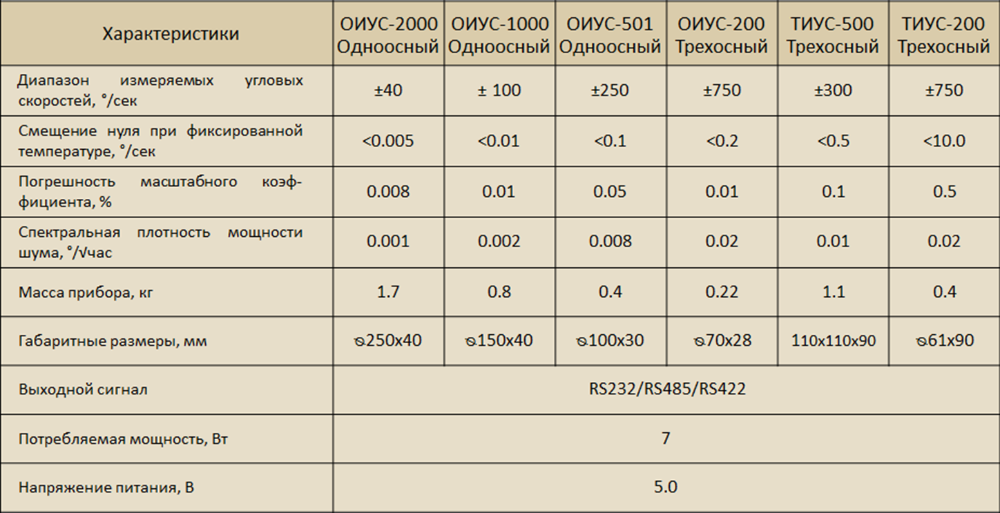 Характеристики
ОИУС-2000 ОИУС-1000 ОИУС-501 ОИУС-200 ТИУС-500 ТИУС-200
Одноосный Одноосный Одноосный Трехосный Трехосный Трехосный
Диапазон измеряемых угловых
скоростей, °/сек
±40 ± 100 ±250 ±750 ±300 ±750
Смещение нуля при фиксированной
температуре, °/сек
<0.005 <0.01 <0.1 <0.2 <0.5 <10.0
Погрешность масштабного коэф-
фициента, %
0.008 0.01 0.05 0.01 0.1 0.5
Спектральная плотность мощности
шума, °/√час
0.001 0.002 0.008 0.02 0.01 0.02
Масса прибора, кг 1.7 0.8 0.4 0.22 1.1 0.4
Габаритные размеры, мм ⌀250x40 ⌀150x40 ⌀100x30 ⌀70x28 110x110x90 ⌀61x90
Выходной сигнал RS232/RS485/RS422
Потребляемая мощность, Вт 7
Напряжение питания, В 5.0